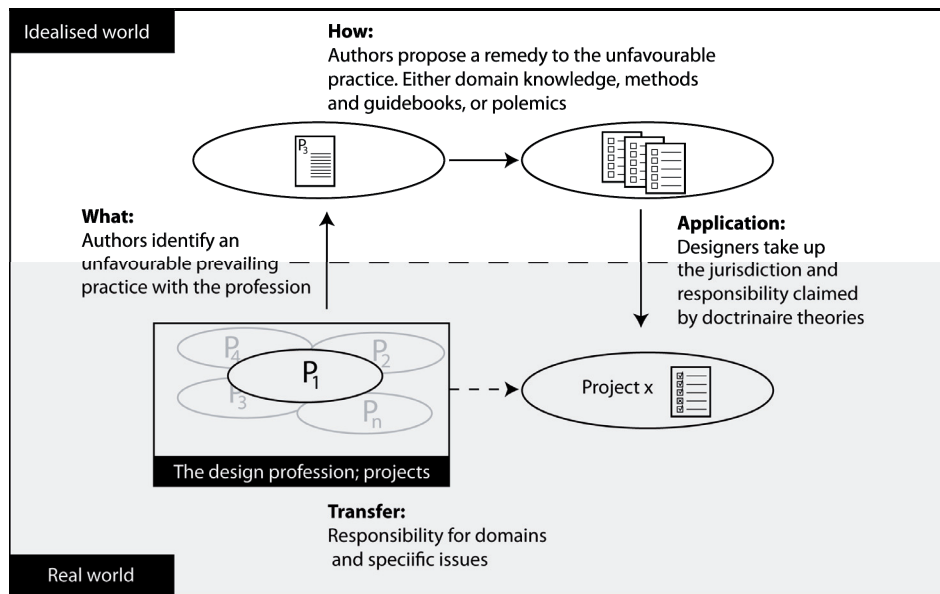 Idealised world
How:
Authors propose a remedy to the unfavourable
practice. Either domain knowledge, methods
and guidebooks, or polemics
P3
What:
Authors identify an
unfavourable prevailing
practice with the profession
Application:
Designers take up
the jurisdiction and
responsibility claimed
by doctrinaire theories
P4
P2
P1
P3
Pn
Project x
The design profession; projects
Transfer:
Responsibility for domains
and speciific issues
Real world